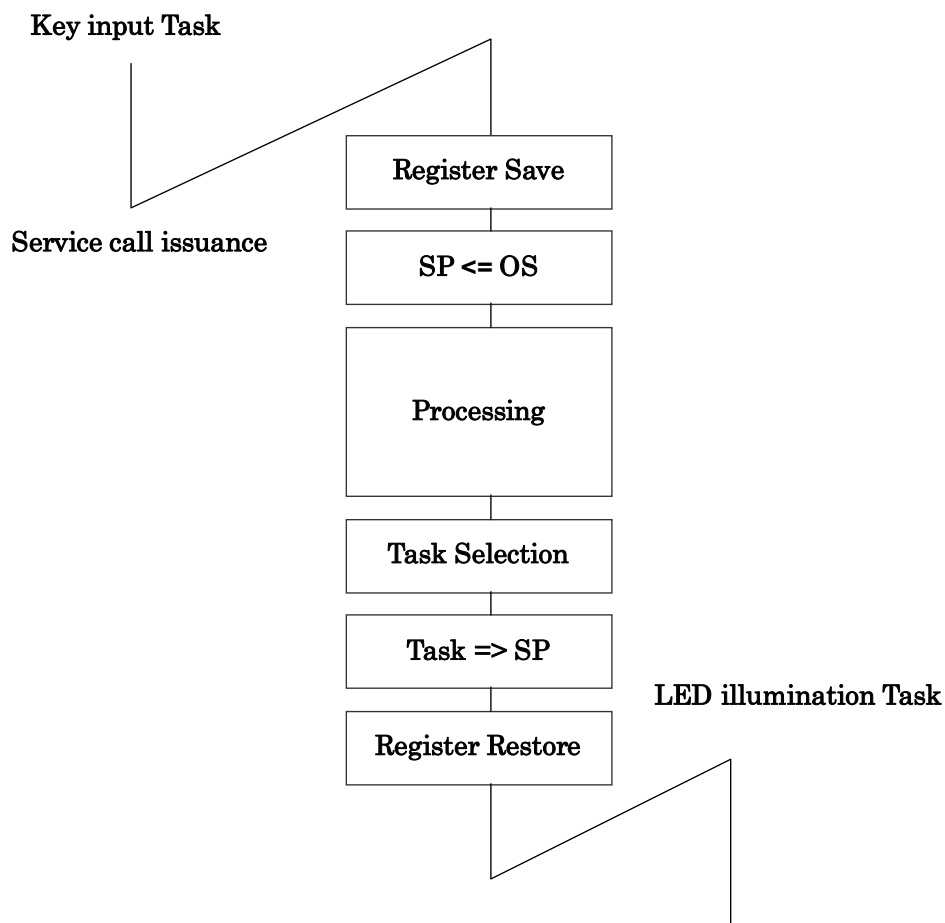 Key input Task
Register Save
Service call issuance
SP <= OS
Processing
Task Selection
Task => SP
LED illumination Task
Register Restore